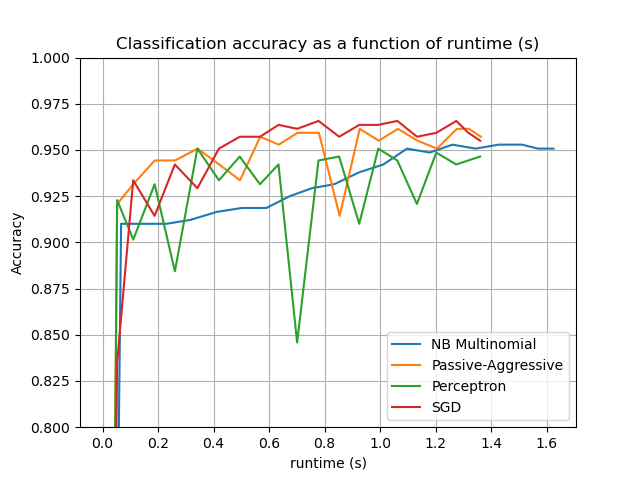 Classification accuracy as a function of runtime (s)
1.000
0.975
0.950
0.925
0.900
0.875
0.850
0.825
0.800
Accuracy
NB Multinomial
Passive-Aggressive
Perceptron
SGD
0.0 0.2 0.4 0.6 0.8 1.0 1.2 1.4 1.6
runtime (s)